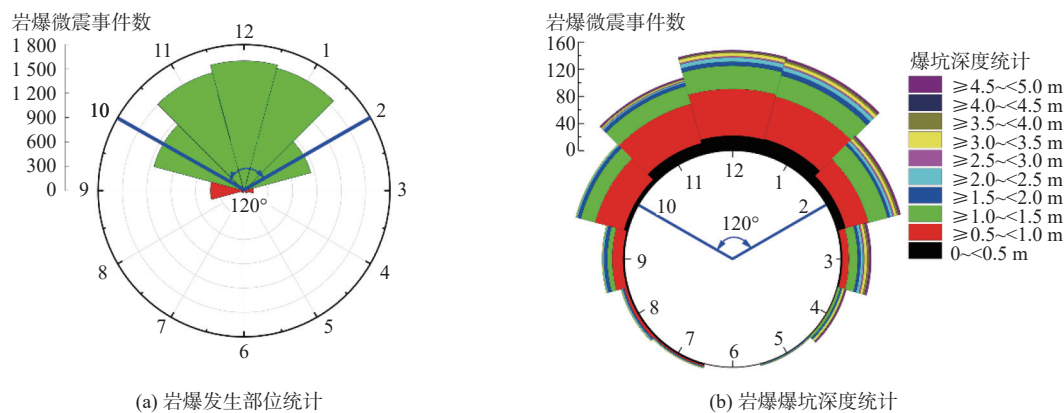 岩爆微震事件数
1 800
1 500
1 200
900
600
300
0
12
1
2
3
4
5
6
7
8
9
10
11
120°
(a) 岩爆发生部位统计
岩爆微震事件数
160
120
80
40
0
12
1
2
3
4
5
6
7
8
9
10
11
120°
爆坑深度统计
≥4.5~<5.0 m
≥4.0~<4.5 m
≥3.5~<4.0 m
≥3.0~<3.5 m
≥2.5~<3.0 m
≥2.0~<2.5 m
≥1.5~<2.0 m
≥1.0~<1.5 m
≥0.5~<1.0 m
0~<0.5 m
(b) 岩爆爆坑深度统计